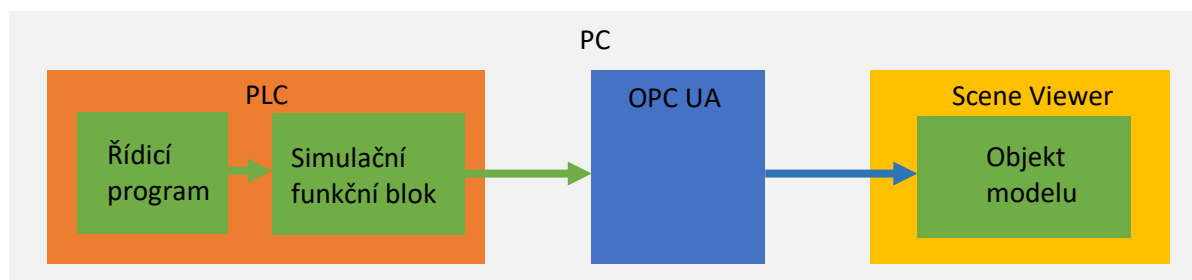 PC
PLC
Řídicí
program
Simulační
funkční blok
OPC UA
Scene Viewer
Objekt
modelu